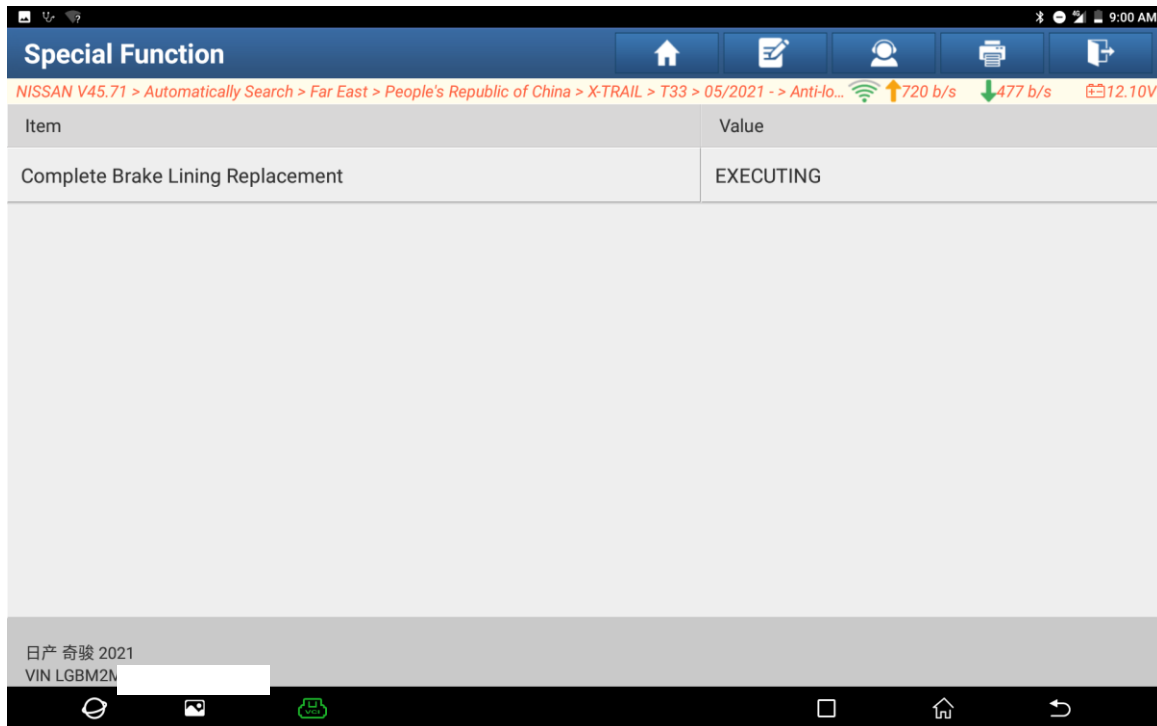 9:00 AM
Special Function
NISSAN V45.71 > Automatically Search > Far East > People's Republic of China > X-TRAIL > T33 > 05/2021 - > Anti-lo... 720 b/s 477 b/s 12.10V
Item Value
Complete Brake Lining Replacement EXECUTING
日产 奇骏 2021
VIN LGBM2M
VCI